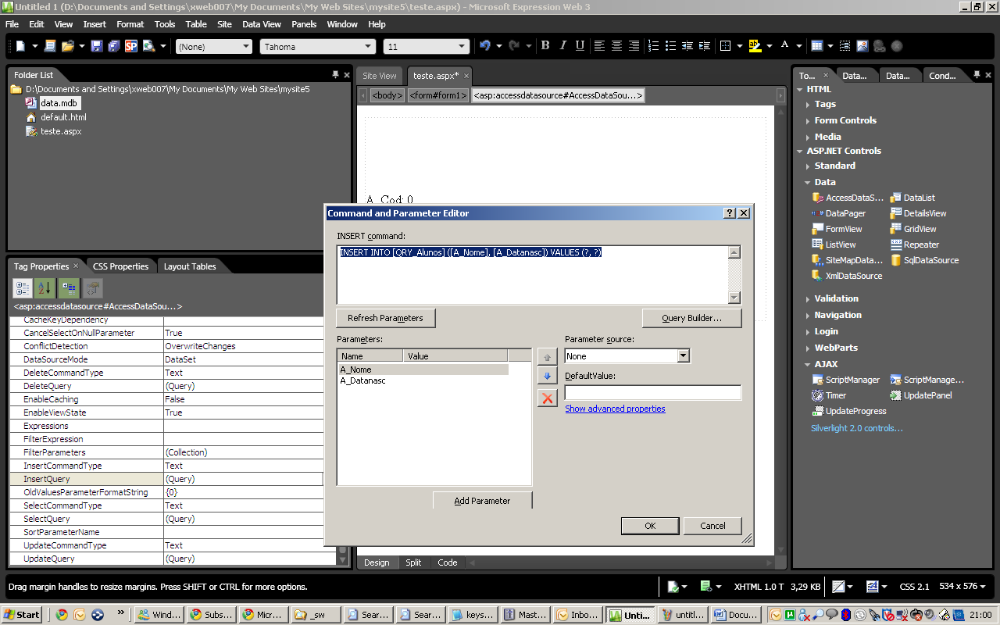 Untitled 1 (D:\Documents and Settings\xweb007\My Documents\My Web Sites\mysite5\teste.aspx) - Microsoft Expression Web 3
File Edit View Insert Format Tools Table Site Data View Panels Window Help
(None) Tahoma 11 B I U A
Folder List
D:\Documents and Settings\xweb007\My Documents\My Web Sites\mysite5
data.mdb
default.html
teste.aspx
Site View teste.aspx*
<body> <form#form1> <asp:accessdatasource#AccessDataSou...>
A_Cod: 0
Tag Properties CSS Properties Layout Tables
<asp:accessdatasource#AccessDataSou...>
CacheKeyDependency
CancelSelectOnNullParameter True
ConflictDetection OverwriteChanges
DataSourceMode DataSet
DeleteCommandType Text
DeleteQuery (Query)
EnableCaching False
EnableViewState True
Expressions
FilterExpression
FilterParameters (Collection)
InsertCommandType Text
InsertQuery (Query)
OldValuesParameterFormatString {0}
SelectCommandType Text
SelectQuery (Query)
SortParameterName
UpdateCommandType Text
UpdateQuery (Query)
Command and Parameter Editor
INSERT command:
INSERT INTO [QRY_Alunos] ([A_Nome], [A_Datanasc]) VALUES (?, ?)
Refresh Parameters Query Builder...
Parameters:
Name Value
A_Nome
A_Datanasc
Add Parameter
Parameter source:
None
DefaultValue:
Show advanced properties
OK Cancel
Design Split Code
To... Data... Data... Cond...
HTML
Tags
Form Controls
Media
ASP.NET Controls
Standard
Data
AccessDataS... DataList
DataPager DetailsView
FormView GridView
ListView Repeater
SiteMapData... SqlDataSource
XmlDataSource
Validation
Navigation
Login
WebParts
AJAX
ScriptManager ScriptManage...
Timer UpdatePanel
UpdateProgress
Silverlight 2.0 controls...
Drag margin handles to resize margins. Press SHIFT or CTRL for more options.
XHTML 1.0 T 3,29 KB CSS 2.1 534 x 576
Start Wind... Subs... Micr... _sw Sear... Sear... keys... Mast... Inbo... Unti... untitl... Docu... 21:00